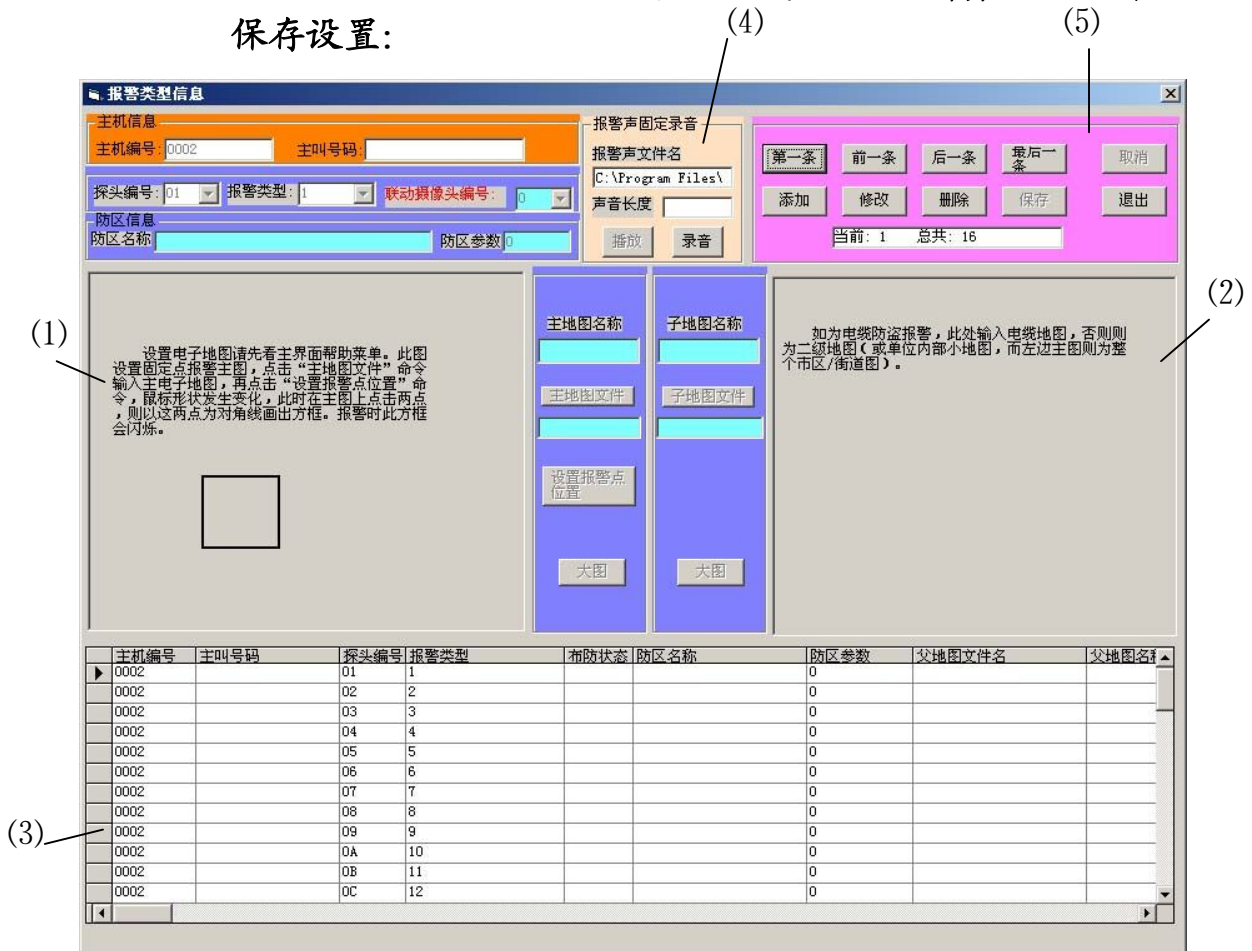 保存设置:
(4)
(5)
报警类型信息
主机信息
主机编号: 0002 主叫号码:
探头编号: 01 报警类型: 1 联动摄像头编号: 0
防区信息
防区名称 防区参数 0
报警声固定录音
报警声文件名
C:\Program Files\
声音长度
播放 录音
第一条 前一条 后一条 最后一条 取消
添加 修改 删除 保存 退出
当前: 1 总共: 16
(1)
设置电子地图请先看主界面帮助菜单。此图
设置固定点报警主图,点击“主地图文件”命令
输入主电子地图,再点击“设置报警点位置”命
令,鼠标形状发生变化,此时在主图上点击两点
,则以这两点为对角线画出方框。报警时此方框
会闪烁。
主地图名称 子地图名称
主地图文件 子地图文件
设置报警点
位置
大图 大图
(2)
如为电缆防盗报警,此处输入电缆地图,否则则
为二级地图(或单位内部小地图,而左边主图则为整
个市区/街道图)。
(3)
主机编号 主叫号码 探头编号 报警类型 布防状态 防区名称 防区参数 父地图文件名 父地图名
0002 01 1 0
0002 02 2 0
0002 03 3 0
0002 04 4 0
0002 05 5 0
0002 06 6 0
0002 07 7 0
0002 08 8 0
0002 09 9 0
0002 0A 10 0
0002 0B 11 0
0002 0C 12 0